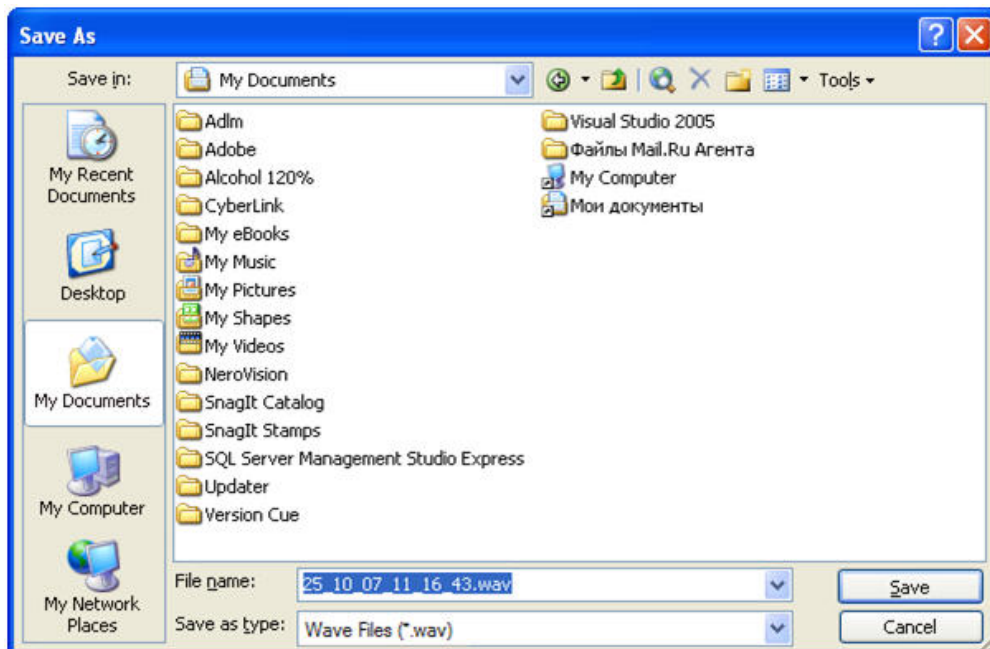 Save As
Save in:
My Documents
Tools
My Recent
Documents
Desktop
My Documents
My Computer
My Network
Places
Adlm
Adobe
Alcohol 120%
CyberLink
My eBooks
My Music
My Pictures
My Shapes
My Videos
NeroVision
SnagIt Catalog
SnagIt Stamps
SQL Server Management Studio Express
Updater
Version Cue
Visual Studio 2005
Файлы Mail.Ru Агента
My Computer
Мои документы
File name:
25_10_07_11_16_43.wav
Save
Save as type:
Wave Files (*.wav)
Cancel